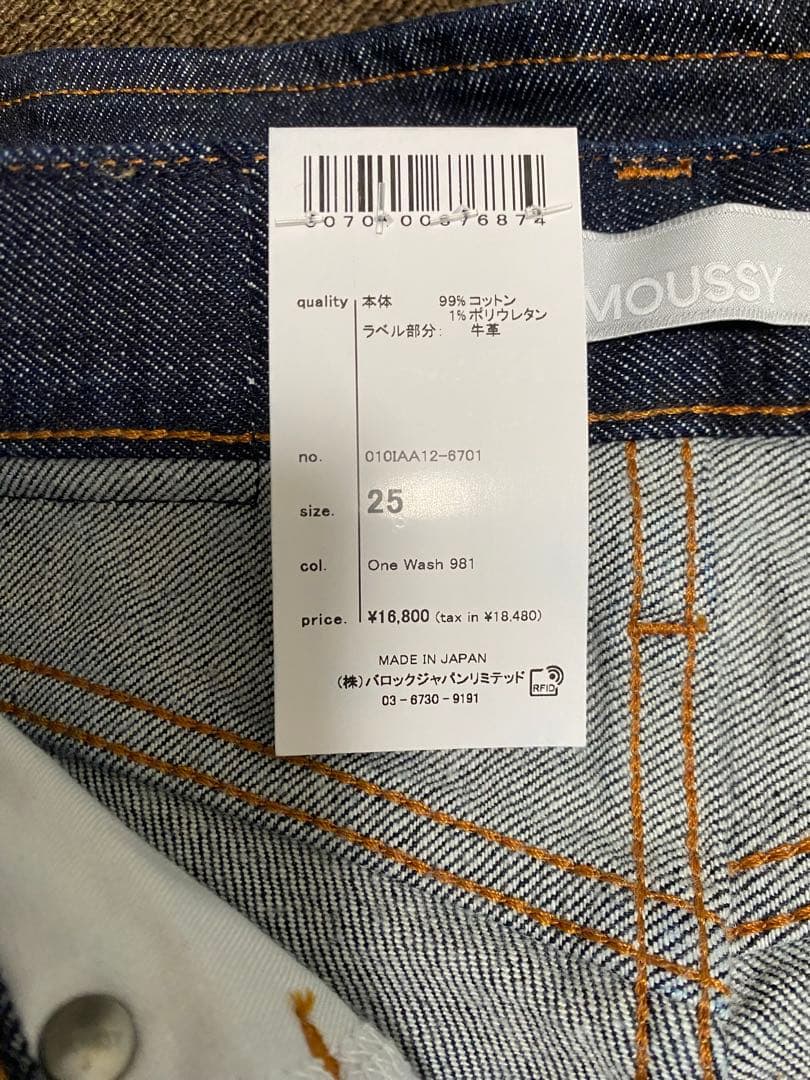 MOUSSY
quality 本体 99%コットン
1%ポリウレタン
ラベル部分: 牛革
no. 010IAA12-6701
size. 25
col. One Wash 981
price. ¥16,800 (tax in ¥18,480)
MADE IN JAPAN
(株)バロックジャパンリミテッド RFID
03-6730-9191